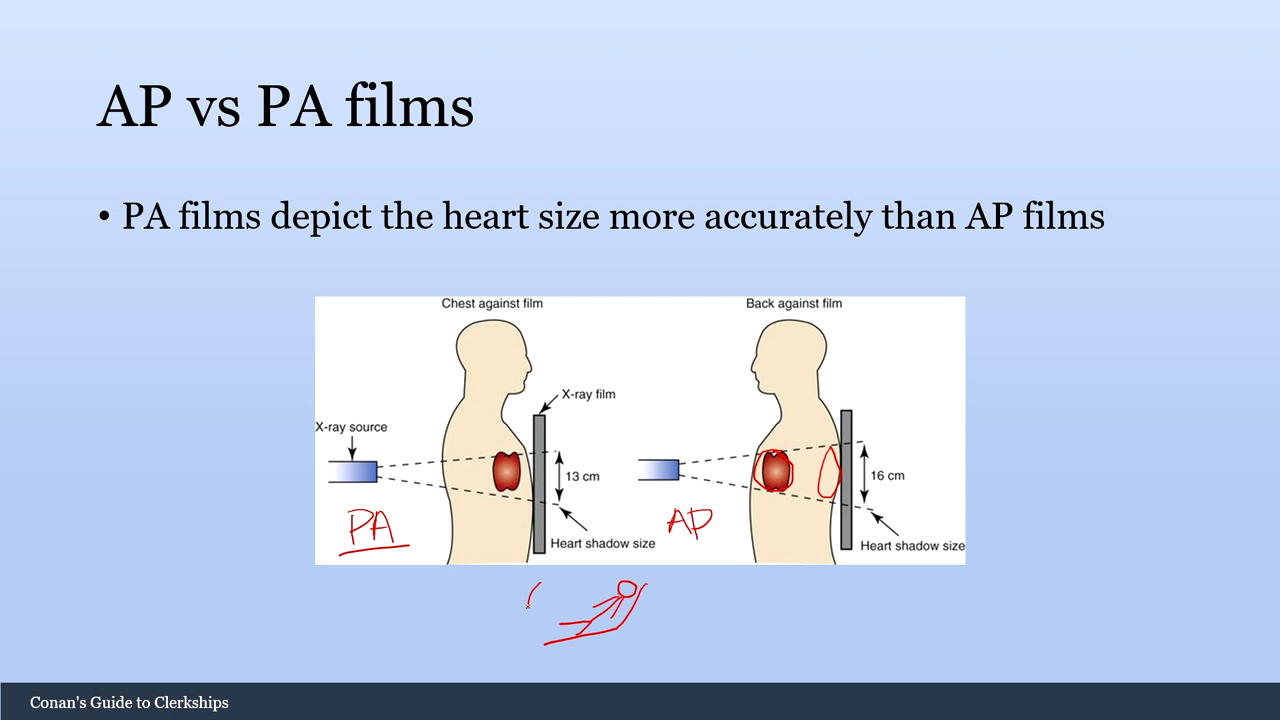 AP vs PA films
• PA films depict the heart size more accurately than AP films
Chest against film
Back against film
X-ray film
X-ray source
13 cm
16 cm
PA
AP
Heart shadow size
Heart shadow size
Conan's Guide to Clerkships